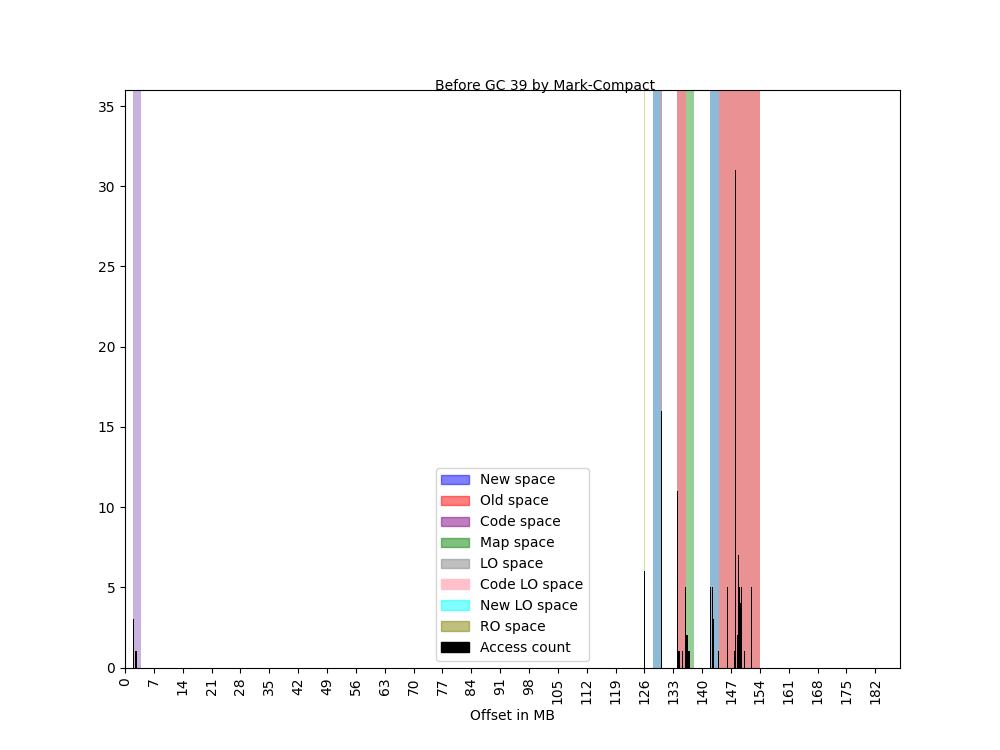 Before GC 39 by Mark-Compact
35
30
25
20
15
10
5
0
New space
Old space
Code space
Map space
LO space
Code LO space
New LO space
RO space
Access count
0 7 14 21 28 35 42 49 56 63 70 77 84 91 98 105 112 119 126 133 140 147 154 161 168 175 182
Offset in MB